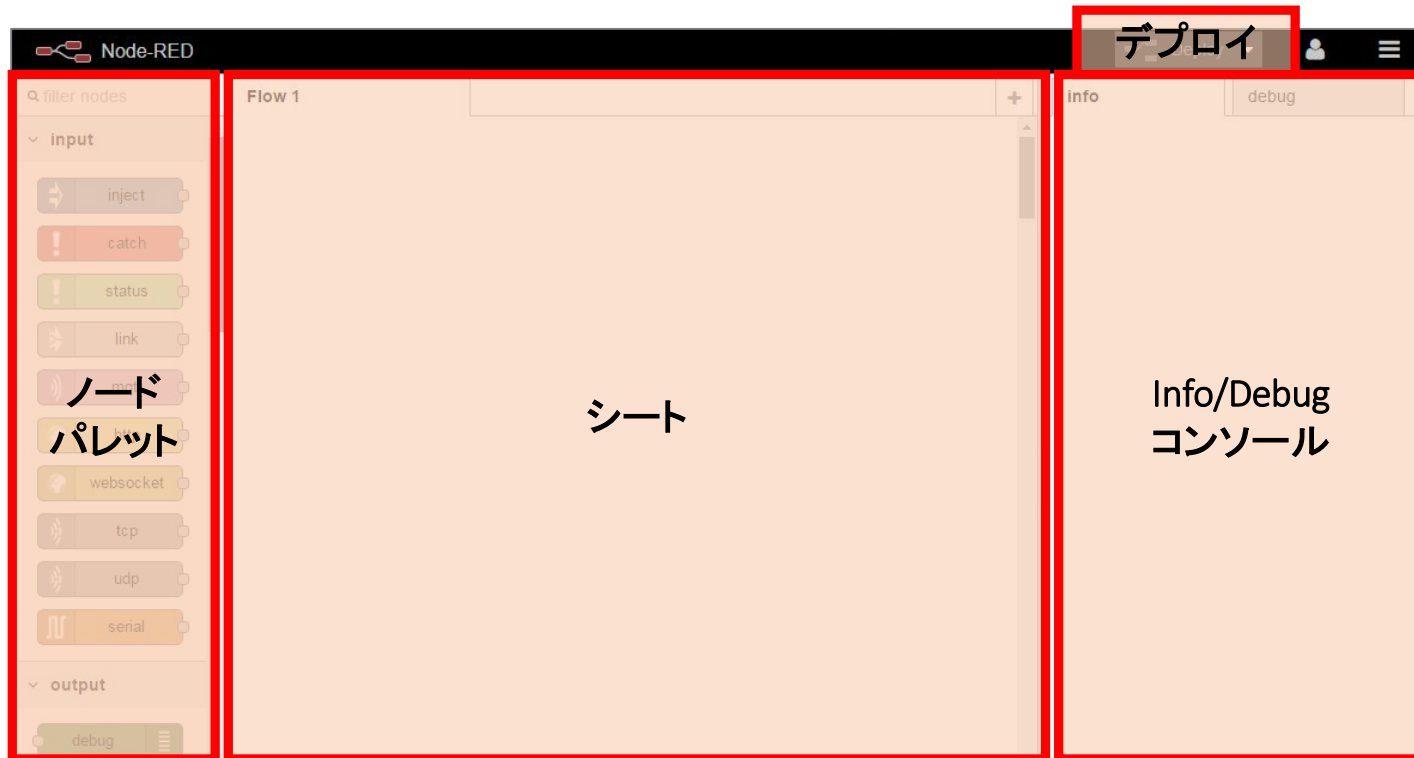 Node-RED
デプロイ
filter nodes
Flow 1
+
info
debug
input
inject
catch
status
link
ノード
パレット
websocket
tcp
udp
serial
output
debug
シート
Info/Debug
コンソール